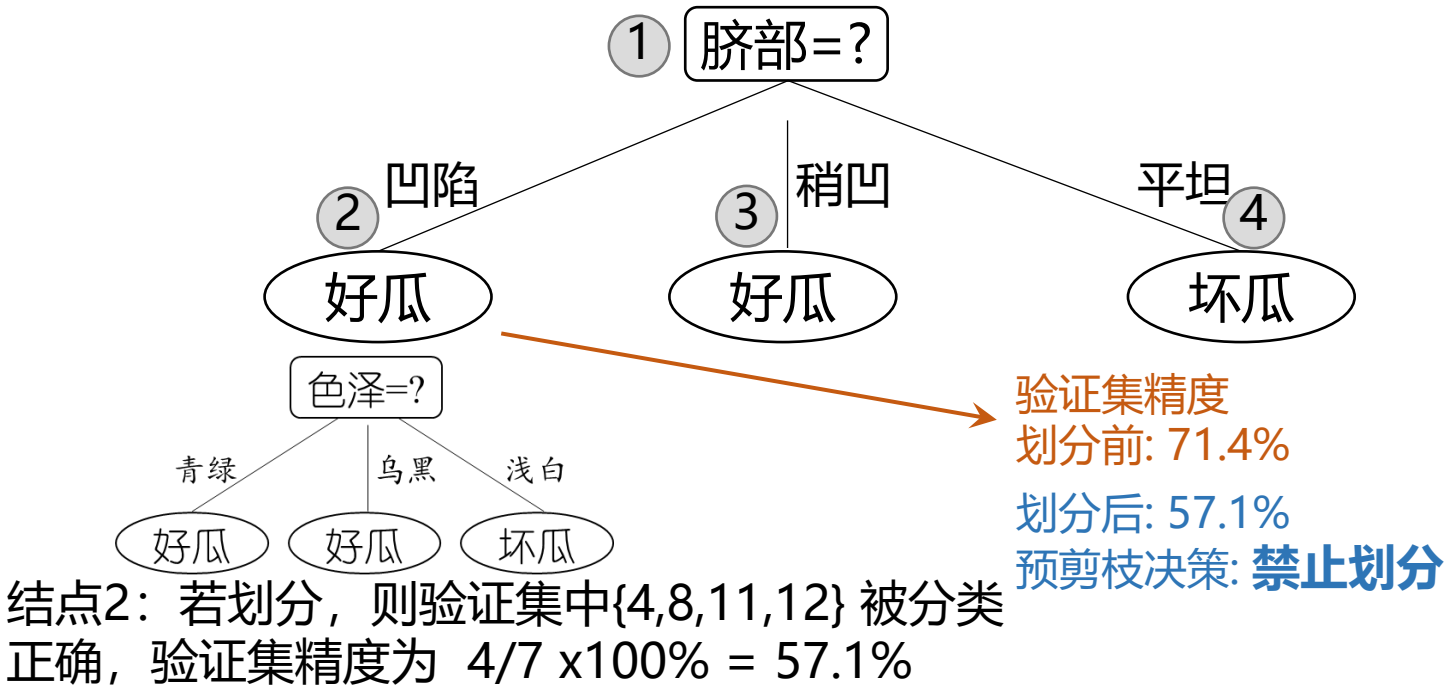 1
脐部=?
凹陷
稍凹
平坦
2
3
4
好瓜
好瓜
坏瓜
色泽=?
青绿
乌黑
浅白
好瓜
好瓜
坏瓜
验证集精度
划分前: 71.4%
划分后: 57.1%
预剪枝决策: 禁止划分
结点2：若划分，则验证集中{4,8,11,12} 被分类
正确，验证集精度为 4/7 x100% = 57.1%